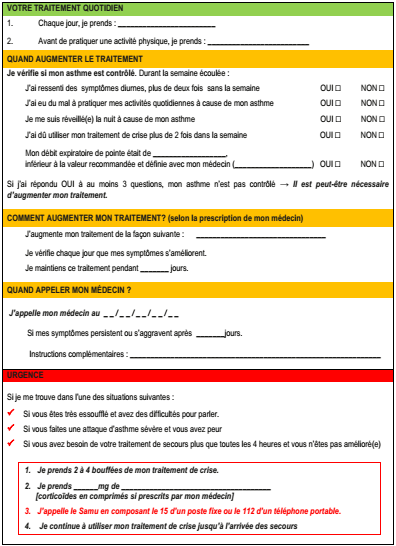 VOTRE TRAITEMENT QUOTIDIEN
1. Chaque jour, je prends : _______________________
2. Avant de pratiquer une activité physique, je prends : _______________________
QUAND AUGMENTER LE TRAITEMENT
Je vérifie si mon asthme est contrôlé. Durant la semaine écoulée :
J'ai ressenti des symptômes diurnes, plus de deux fois sans la semaine OUI □ NON □
J'ai eu du mal à pratiquer mes activités quotidiennes à cause de mon asthme OUI □ NON □
Je me suis réveillé(e) la nuit à cause de mon asthme OUI □ NON □
J'ai dû utiliser mon traitement de crise plus de 2 fois dans la semaine OUI □ NON □
Mon débit expiratoire de pointe était de _________________,
inférieur à la valeur recommandée et définie avec mon médecin (__________________) OUI □ NON □
Si j'ai répondu OUI à au moins 3 questions, mon asthme n'est pas contrôlé → Il est peut-être nécessaire
d'augmenter mon traitement.
COMMENT AUGMENTER MON TRAITEMENT? (selon la prescription de mon médecin)
J'augmente mon traitement de la façon suivante : _______________________________
Je vérifie chaque jour que mes symptômes s'améliorent.
Je maintiens ce traitement pendant _______ jours.
QUAND APPELER MON MÉDECIN ?
J'appelle mon médecin au _ _ / _ _ / _ _ / _ _ / _ _
Si mes symptômes persistent ou s'aggravent après _______jours.
Instructions complémentaires : _______________________________________________
URGENCE
Si je me trouve dans l'une des situations suivantes :
✓ Si vous êtes très essoufflé et avez des difficultés pour parler.
✓ Si vous faites une attaque d'asthme sévère et vous avez peur
✓ Si vous avez besoin de votre traitement de secours plus que toutes les 4 heures et vous n'êtes pas amélioré(e)
1. Je prends 2 à 4 bouffées de mon traitement de crise.
2. Je prends ______mg de _______________________
[corticoïdes en comprimés si prescrits par mon médecin]
3. J'appelle le Samu en composant le 15 d'un poste fixe ou le 112 d'un téléphone portable.
4. Je continue à utiliser mon traitement de crise jusqu'à l'arrivée des secours